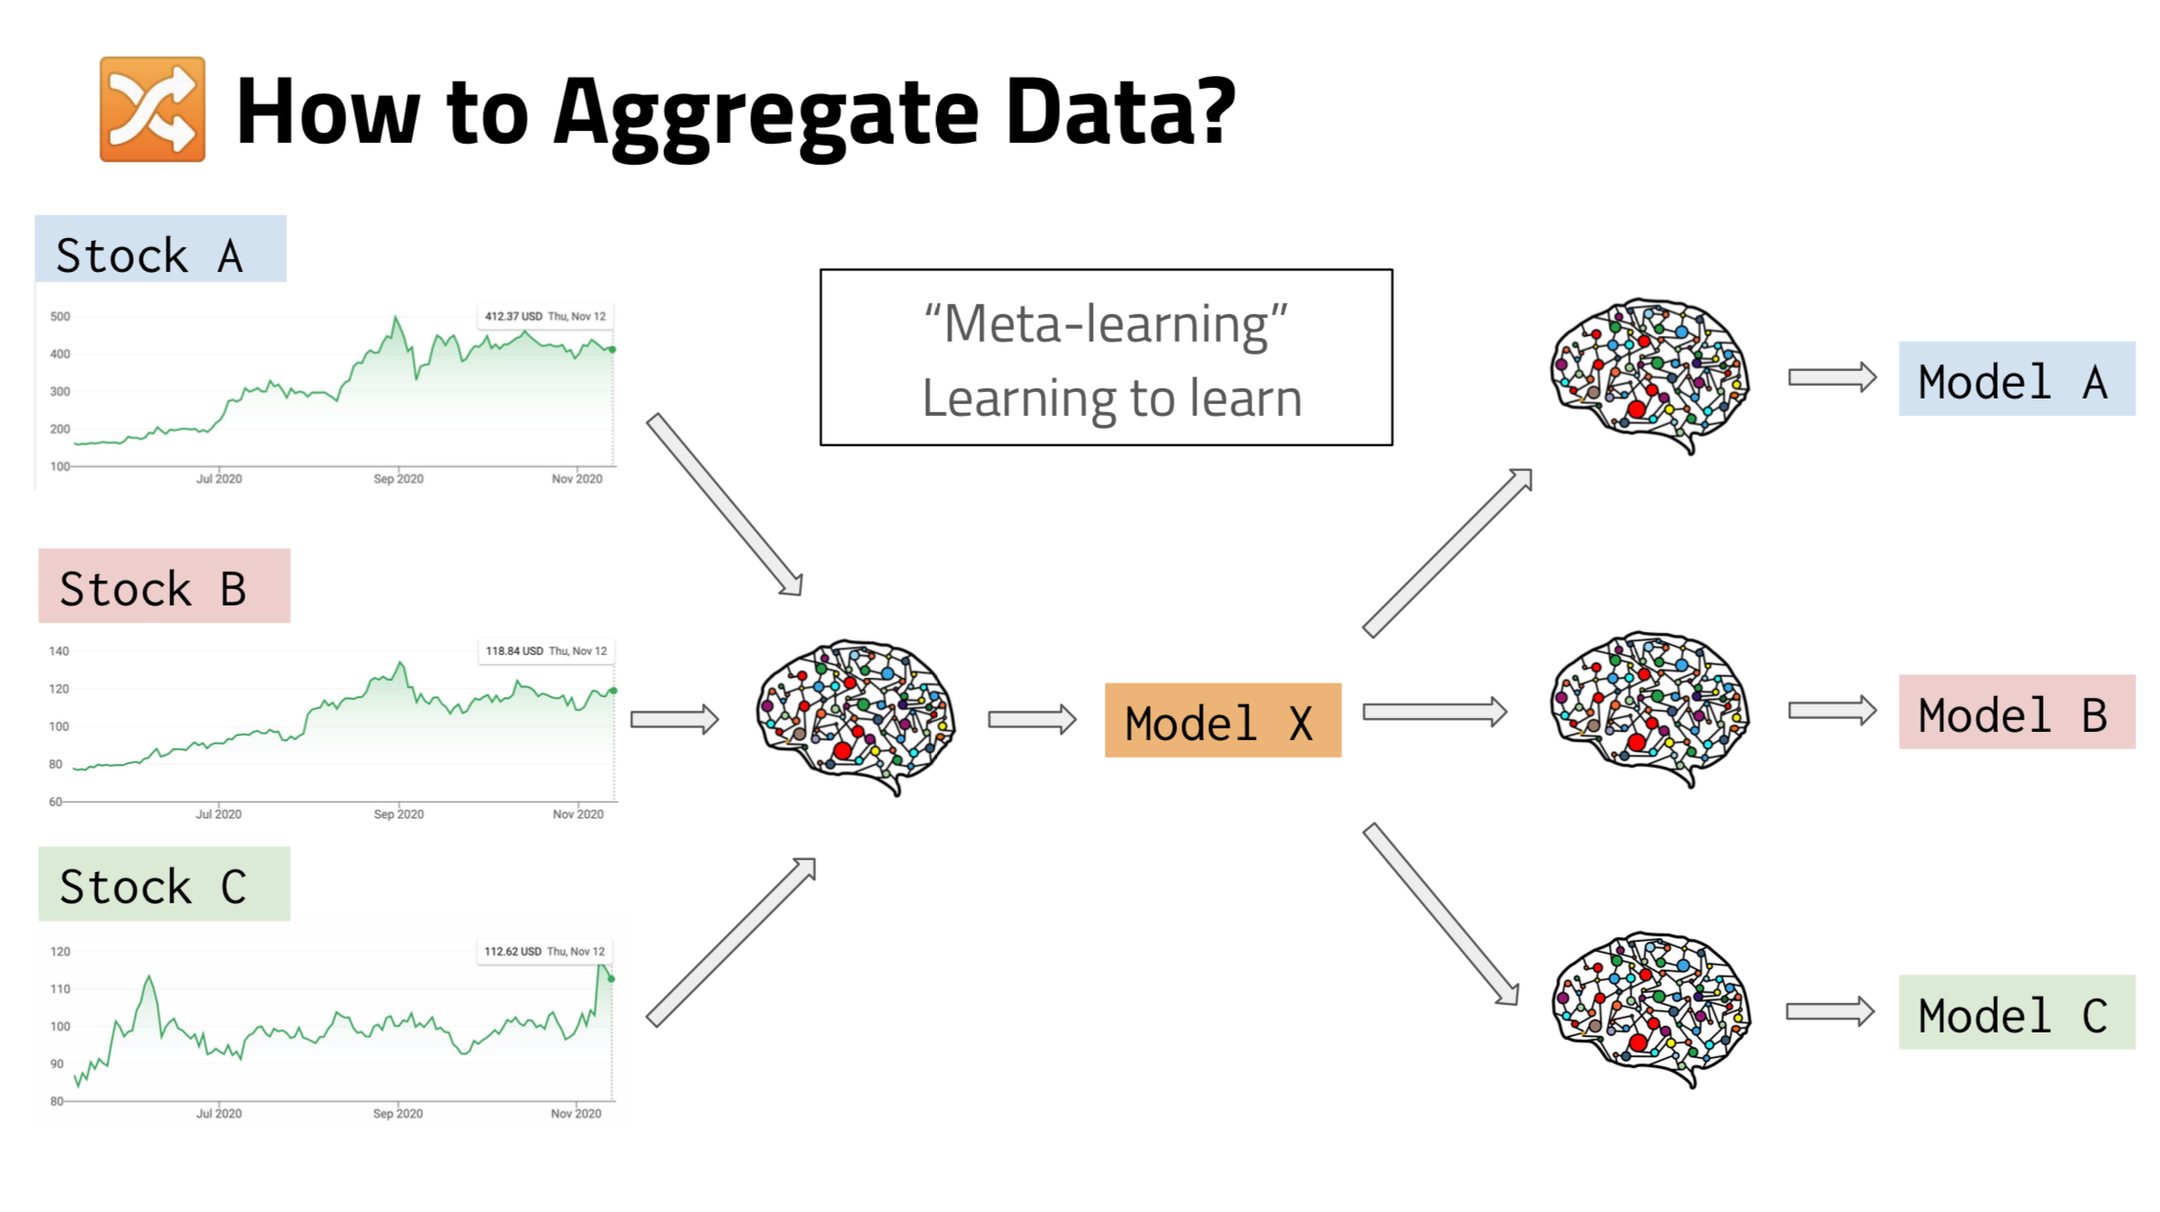 How to Aggregate Data?
Stock A
500
400
300
200
100
412.37 USD Thu, Nov 12
Jul 2020
Sep 2020
Nov 2020
Stock B
140
120
100
80
60
118.84 USD Thu, Nov 12
Jul 2020
Sep 2020
Nov 2020
Stock C
120
110
100
90
80
112.62 USD Thu, Nov 12
Jul 2020
Sep 2020
Nov 2020
“Meta-learning”
Learning to learn
Model X
Model A
Model B
Model C